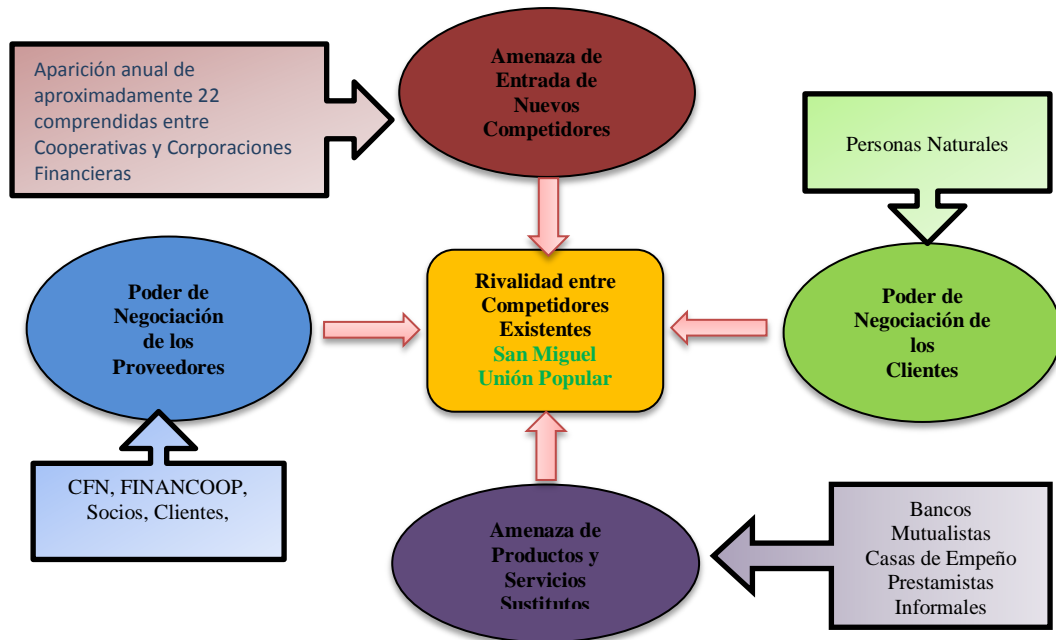 Aparición anual de
aproximadamente 22
comprendidas entre
Cooperativas y Corporaciones
Financieras
Amenaza de
Entrada de
Nuevos
Competidores
Personas Naturales
Poder de
Negociación
de los
Proveedores
Rivalidad entre
Competidores
Existentes
San Miguel
Unión Popular
Poder de
Negociación de
los
Clientes
CFN, FINANCOOP,
Socios, Clientes,
Amenaza de
Productos y
Servicios
Sustitutos
Bancos
Mutualistas
Casas de Empeño
Prestamistas
Informales